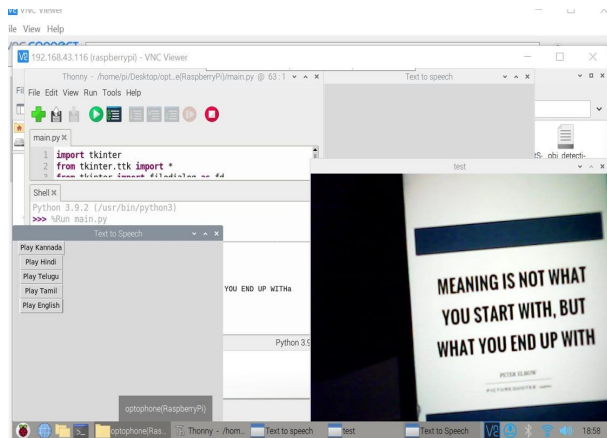 VNC Viewer
ile View Help
192.168.43.116 (raspberrypi) - VNC Viewer
Thonny - /home/pi/Desktop/opt...e(RaspberryPi)/main.py @ 63 : 1
Text to speech
File Edit View Run Tools Help
main.py
1 import tkinter
2 from tkinter.ttk import *
3 from tkinter import filedialog as fd
test
Shell
Python 3.9.2 (/usr/bin/python3)
>>> %Run main.py
Text to Speech
Play Kannada
Play Hindi
Play Telugu
Play Tamil
Play English
YOU END UP WITHa
Python 3.9
MEANING IS NOT WHAT
YOU START WITH, BUT
WHAT YOU END UP WITH
PETER ELBOW
optophone(RaspberryPi)
optophone(Ras...
Thonny - /hom...
Text to speech
test
Text to Speech
18:58